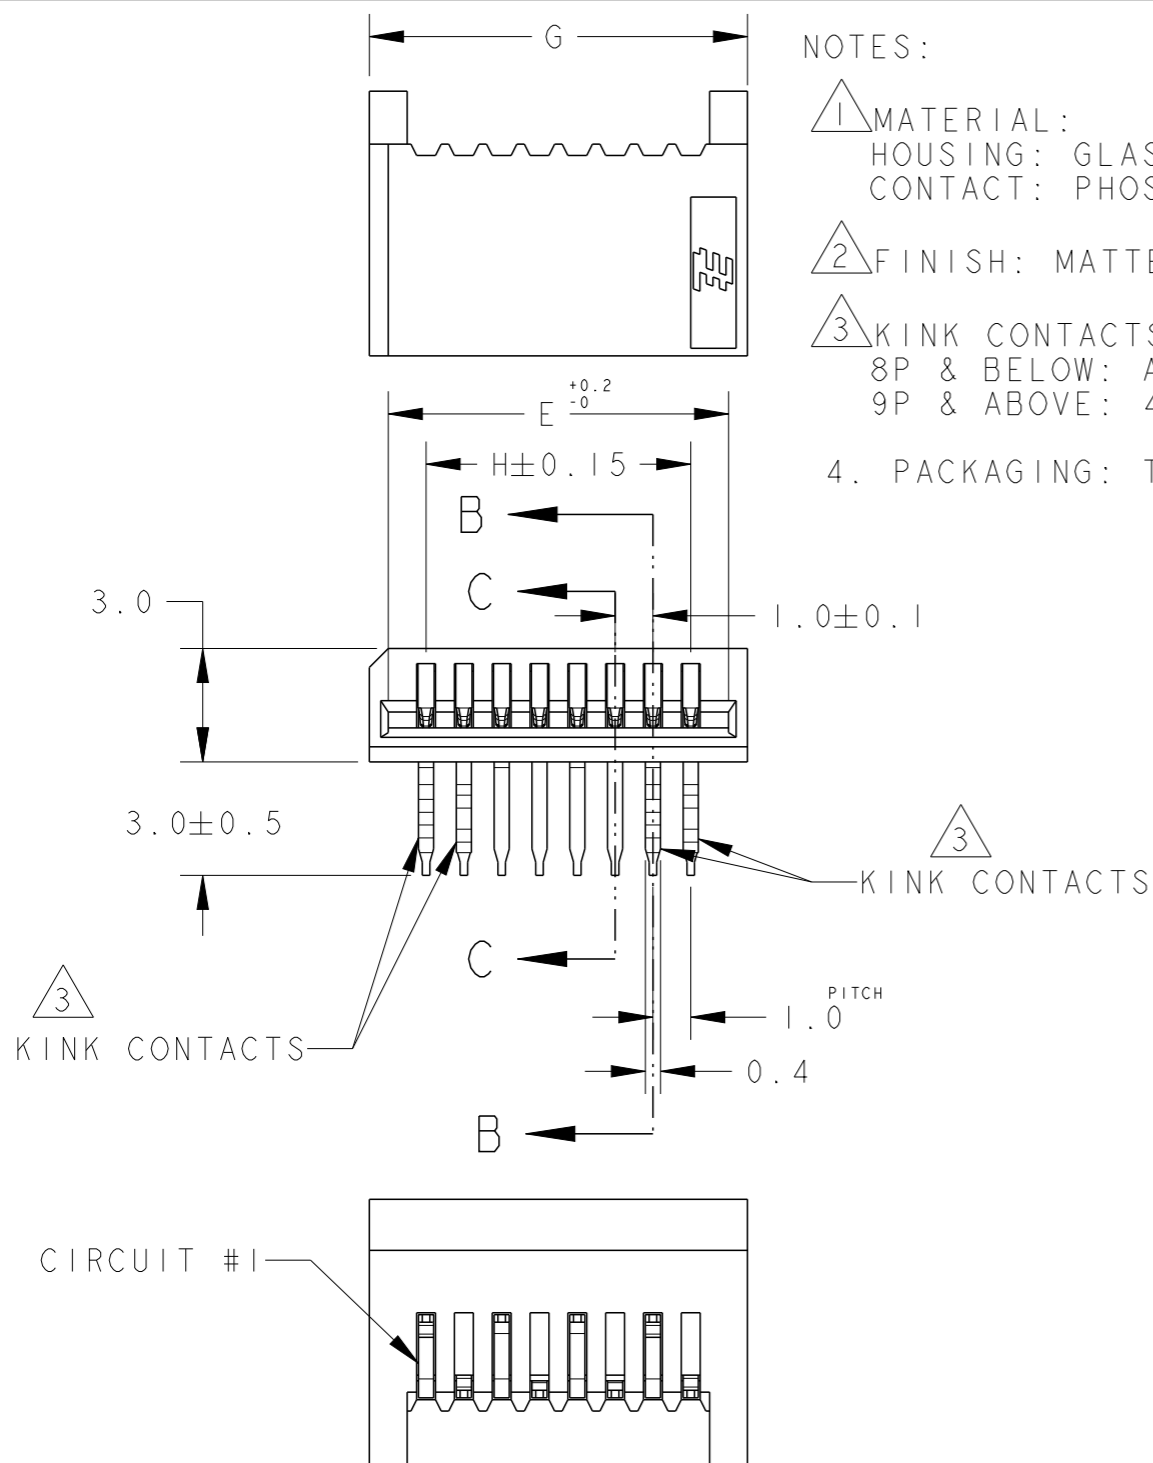 G
NOTES:
1 MATERIAL:
HOUSING: GLAS
CONTACT: PHOS
2 FINISH: MATTE
3 KINK CONTACTS
8P & BELOW: A
9P & ABOVE: 4
4. PACKAGING: T
E +0.2 -0
H±0.15
B
C
3.0
1.0±0.1
3.0±0.5
3
KINK CONTACTS
C
3
KINK CONTACTS
PITCH
1.0
0.4
B
CIRCUIT #1